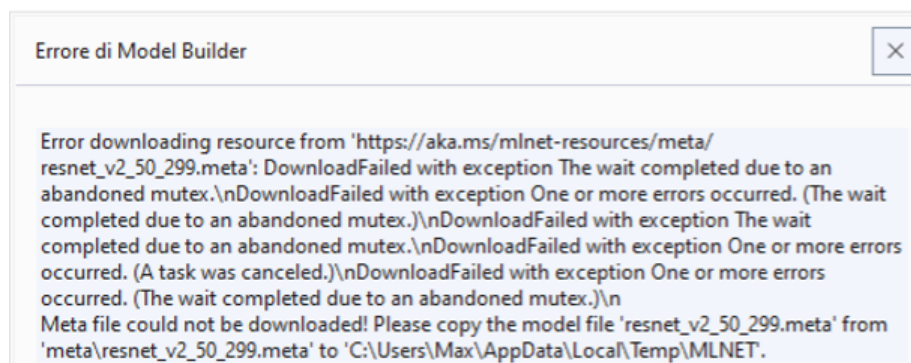 Errore di Model Builder
Error downloading resource from 'https://aka.ms/mlnet-resources/meta/
resnet_v2_50_299.meta': DownloadFailed with exception The wait completed due to an
abandoned mutex.\nDownloadFailed with exception One or more errors occurred. (The wait
completed due to an abandoned mutex.)\nDownloadFailed with exception The wait
completed due to an abandoned mutex.\nDownloadFailed with exception One or more errors
occurred. (A task was canceled.)\nDownloadFailed with exception One or more errors
occurred. (The wait completed due to an abandoned mutex.)\n
Meta file could not be downloaded! Please copy the model file 'resnet_v2_50_299.meta' from
'meta\resnet_v2_50_299.meta' to 'C:\Users\Max\AppData\Local\Temp\MLNET'.